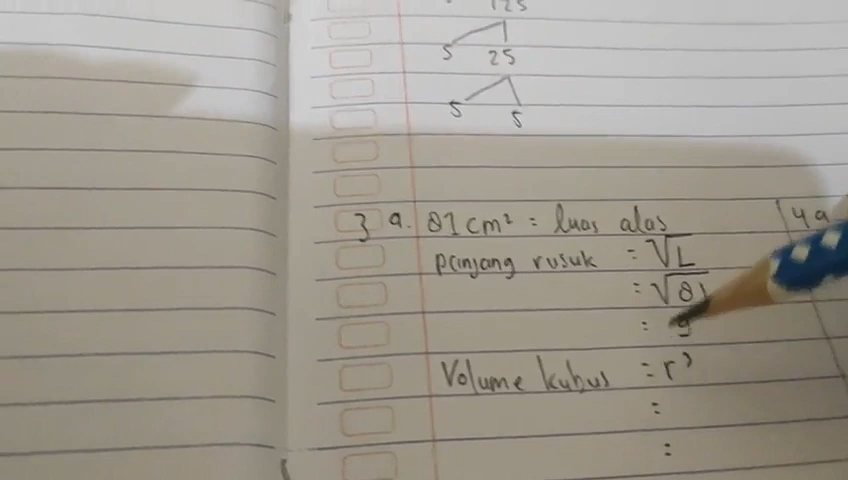 125
5 25
5 5
3 a. 81 cm² = luas alas
panjang rusuk = √L
= √81
= 9
Volume kubus = r³
=
=
4 a